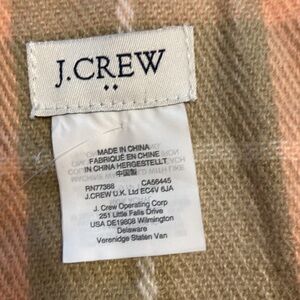 J.CREW
MADE IN CHINA
FABRIQUÉ EN CHINE
IN CHINA HERGESTELLT
中国製
RN77388 CA56445
J.CREW U.K. Ltd EC4V 6JA
J. Crew Operating Corp
251 Little Falls Drive
USA DE19808 Wilmington
Delaware
Verenidge Staten Van